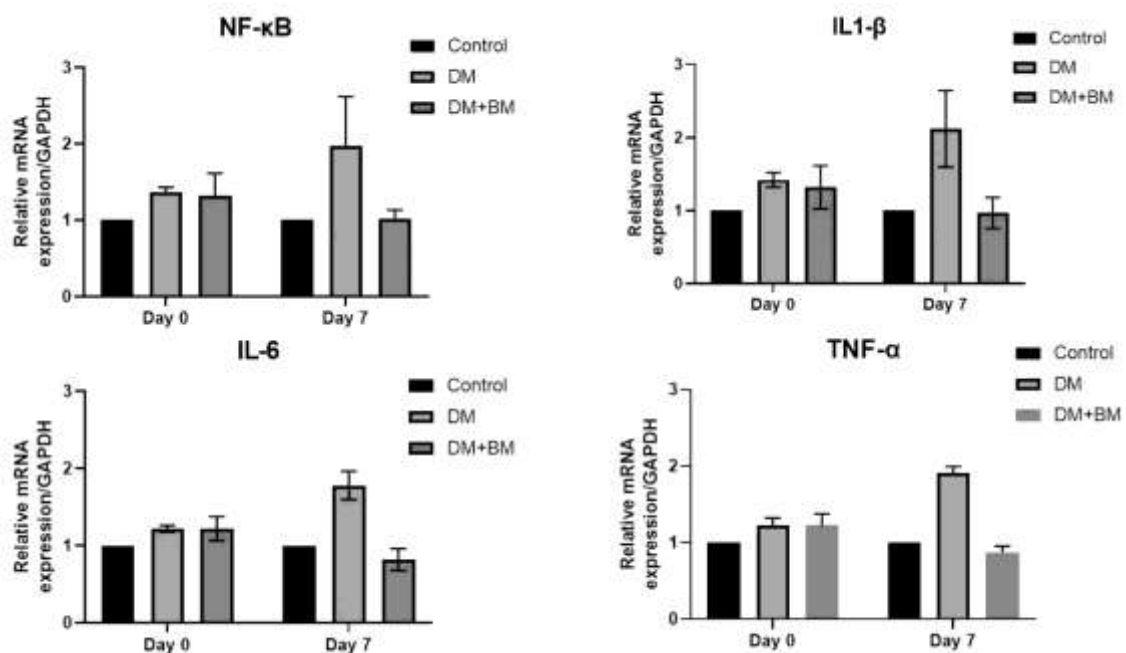 NF-κB
Control
DM
DM+BM
Relative mRNA
expression/GAPDH
3
2
1
0
Day 0
Day 7
IL1-β
Control
DM
DM+BM
Relative mRNA
expression/GAPDH
3
2
1
0
Day 0
Day 7
IL-6
Control
DM
DM+BM
Relative mRNA
expression/GAPDH
3
2
1
0
Day 0
Day 7
TNF-α
Control
DM
DM+BM
Relative mRNA
expression/GAPDH
3
2
1
0
Day 0
Day 7